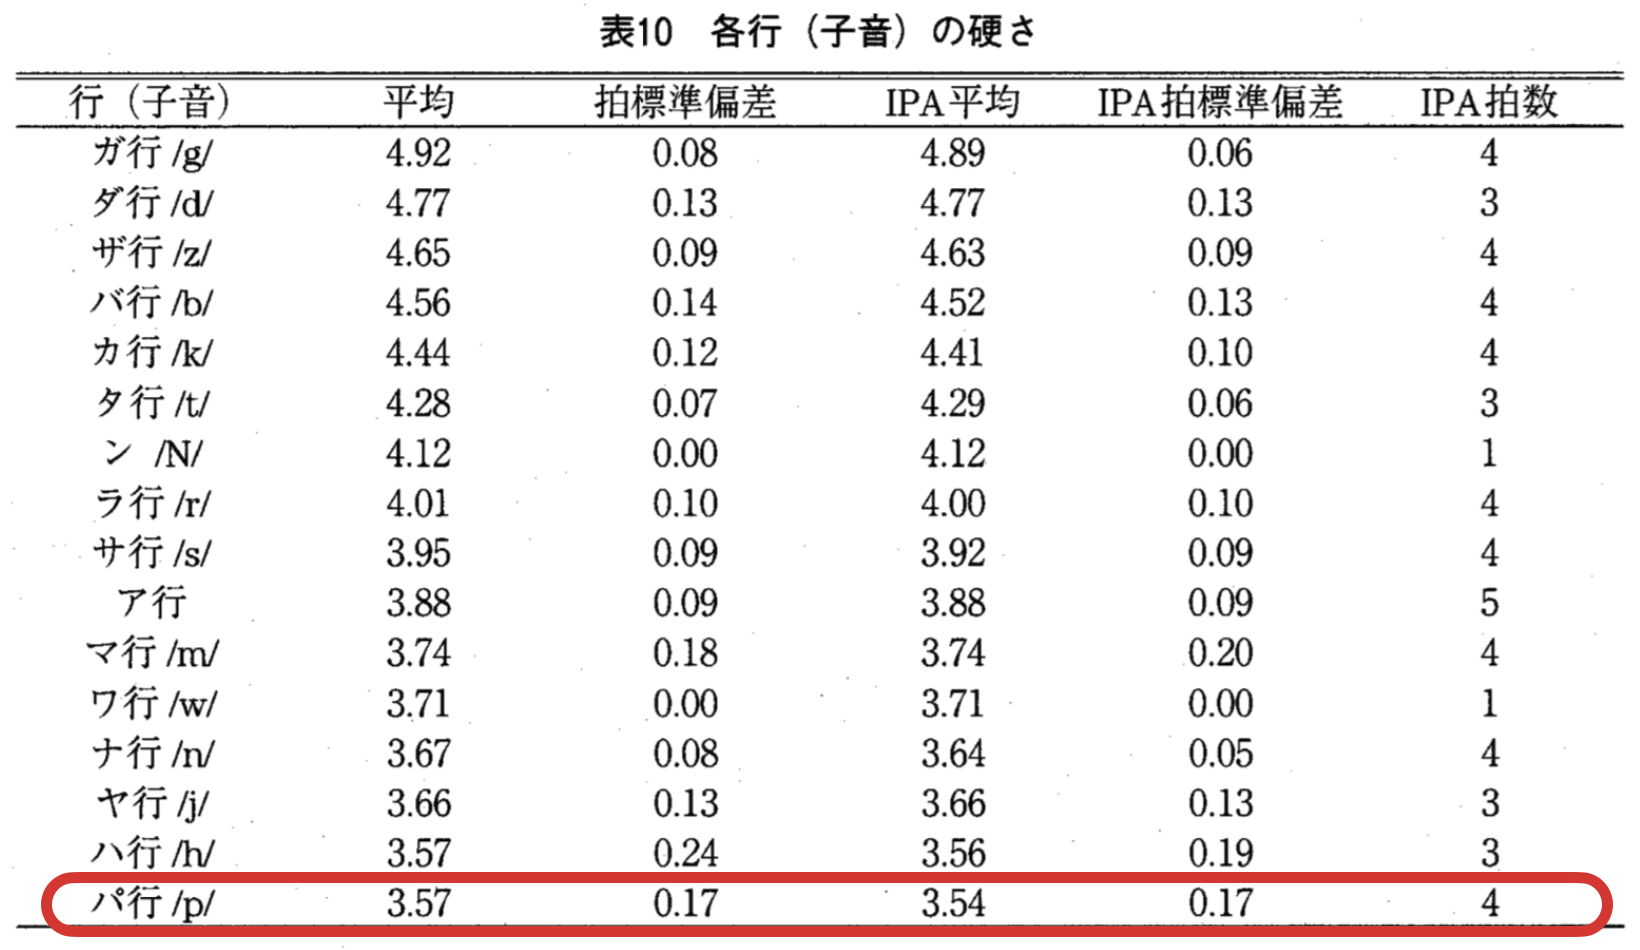 表10 各行（子音）の硬さ
行（子音） 平均 拍標準偏差 IPA平均 IPA拍標準偏差 IPA拍数
ガ行 /g/ 4.92 0.08 4.89 0.06 4
ダ行 /d/ 4.77 0.13 4.77 0.13 3
ザ行 /z/ 4.65 0.09 4.63 0.09 4
バ行 /b/ 4.56 0.14 4.52 0.13 4
カ行 /k/ 4.44 0.12 4.41 0.10 4
タ行 /t/ 4.28 0.07 4.29 0.06 3
ン /N/ 4.12 0.00 4.12 0.00 1
ラ行 /r/ 4.01 0.10 4.00 0.10 4
サ行 /s/ 3.95 0.09 3.92 0.09 4
ア行 3.88 0.09 3.88 0.09 5
マ行 /m/ 3.74 0.18 3.74 0.20 4
ワ行 /w/ 3.71 0.00 3.71 0.00 1
ナ行 /n/ 3.67 0.08 3.64 0.05 4
ヤ行 /j/ 3.66 0.13 3.66 0.13 3
ハ行 /h/ 3.57 0.24 3.56 0.19 3
パ行 /p/ 3.57 0.17 3.54 0.17 4